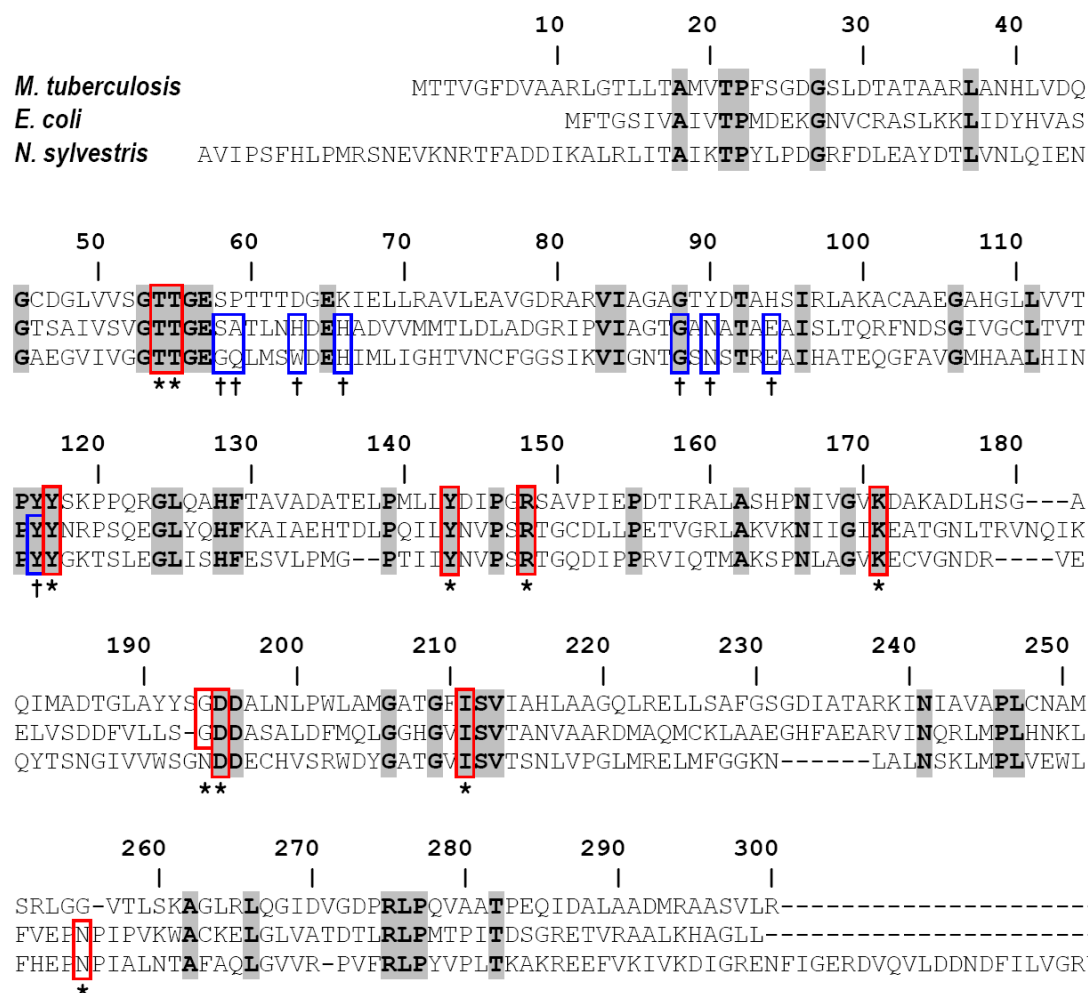 10 20 30 40
M. tuberculosis MTTVGFDVAARLGTLLTAMVTPFSGDGSLDTATAARLANHLVDQ
E. coli MFTGSIVAIVTPMDEKGNVCRASLKKLIDYHVAS
N. sylvestris AVIPSFHLPMRSNEVKNRTFADDIKALRLITAIKTPYLPDGRFDLEAYDTLVNLQIEN
50 60 70 80 90 100 110
GCDGLVVSGTTGESPTTTDGEKIELLRAVLEAVGDRARVIAGAGTYDTAHSIRLAKACAAEGAHGLLVVT
GTSAIVSVGTTGESATLNHDEHADVVMMTLDLADGRIPVIAGTGANATAEAISLTQRFNDSGIVGCLTVT
GAEGVIVGGTTGEGQLMSWDEHIMLIGHTVNCFGGSIKVIGNTGSNSTREAIHATEQGFAVGMHAALHIN
** †† † † † † †
120 130 140 150 160 170 180
PYYSKPPQRGLQAHFTAVADATELPMLLYDIPGRSAVPIEPDTIRALASHPNIVGVKDAKADLHSG---A
PYYNRPSQEGLYQHFKAIAEHTDLPQILYNVPSRTGCDLLPETVGRLAKVKNIIGIKEATGNLTRVNQIK
PYYGKTSLEGLISHFESVLPMG--PTIIYNVPSRTGQDIPPRVIQTMAKSPNLAGVKECVGNDR----VE
†* * * *
190 200 210 220 230 240 250
QIMADTGLAYYSGDDALNLPWLAMGATGFISVIAHLAAGQLRELLSAFGSGDIATARKINIAVAPLCNAM
ELVSDDFVLLS-GDDASALDFMQLGGHGVISVTANVAARDMAQMCKLAAEGHFAEARVINQRLMPLHNKL
QYTSNGIVVWSGNDDECHVSRWDYGATGVISVTSNLVPGLMRELMFGGKN------LALNSKLMPLVEWL
** *
260 270 280 290 300
SRLGG-VTLSKAGLRLQGIDVGDPRLPQVAATPEQIDALAADMRAASVLR--------------------
FVEPNPIPVKWACKELGLVATDTLRLPMTPITDSGRETVRAALKHAGLL---------------------
FHEPNPIALNTAFAQLGVVR-PVFRLPYVPLTKAKREEFVKIVKDIGRENFIGERDVQVLDDNDFILVGR
*